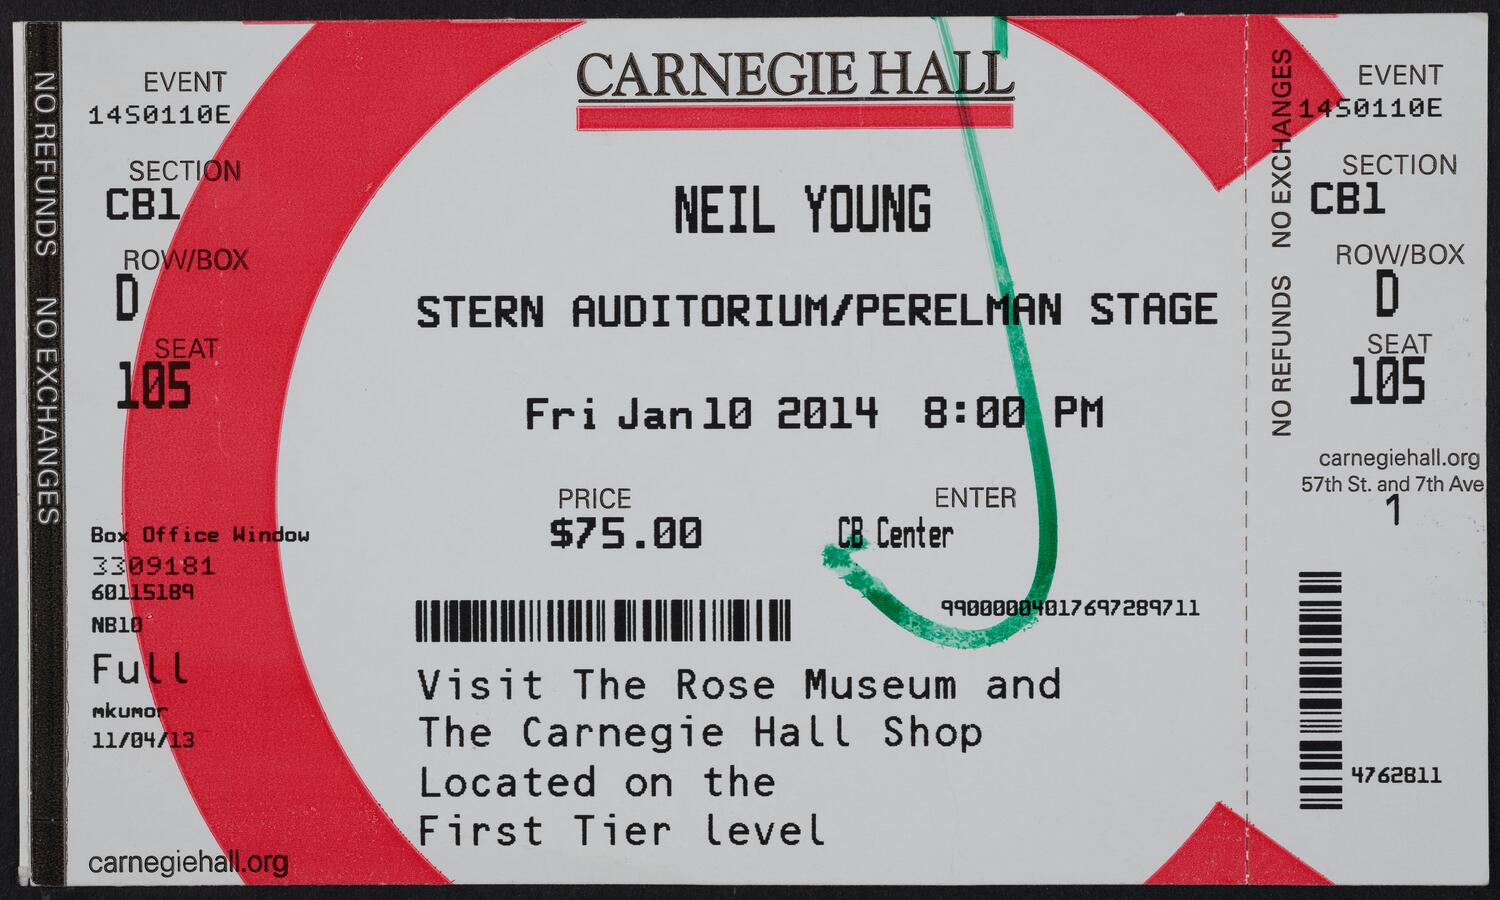 NO REFUNDS NO EXCHANGES
EVENT
14S0110E
SECTION
CB1
ROW/BOX
D
SEAT
105
Box Office Window
3309181
60115189
NB10
Full
mkumor
11/04/13
carnegiehall.org
CARNEGIE HALL
NEIL YOUNG
STERN AUDITORIUM/PERELMAN STAGE
Fri Jan 10 2014 8:00 PM
PRICE
$75.00
ENTER
CB Center
99000004017697289711
Visit The Rose Museum and
The Carnegie Hall Shop
Located on the
First Tier level
NO REFUNDS NO EXCHANGES
EVENT
14S0110E
SECTION
CB1
ROW/BOX
D
SEAT
105
carnegiehall.org
57th St. and 7th Ave
1
4762811